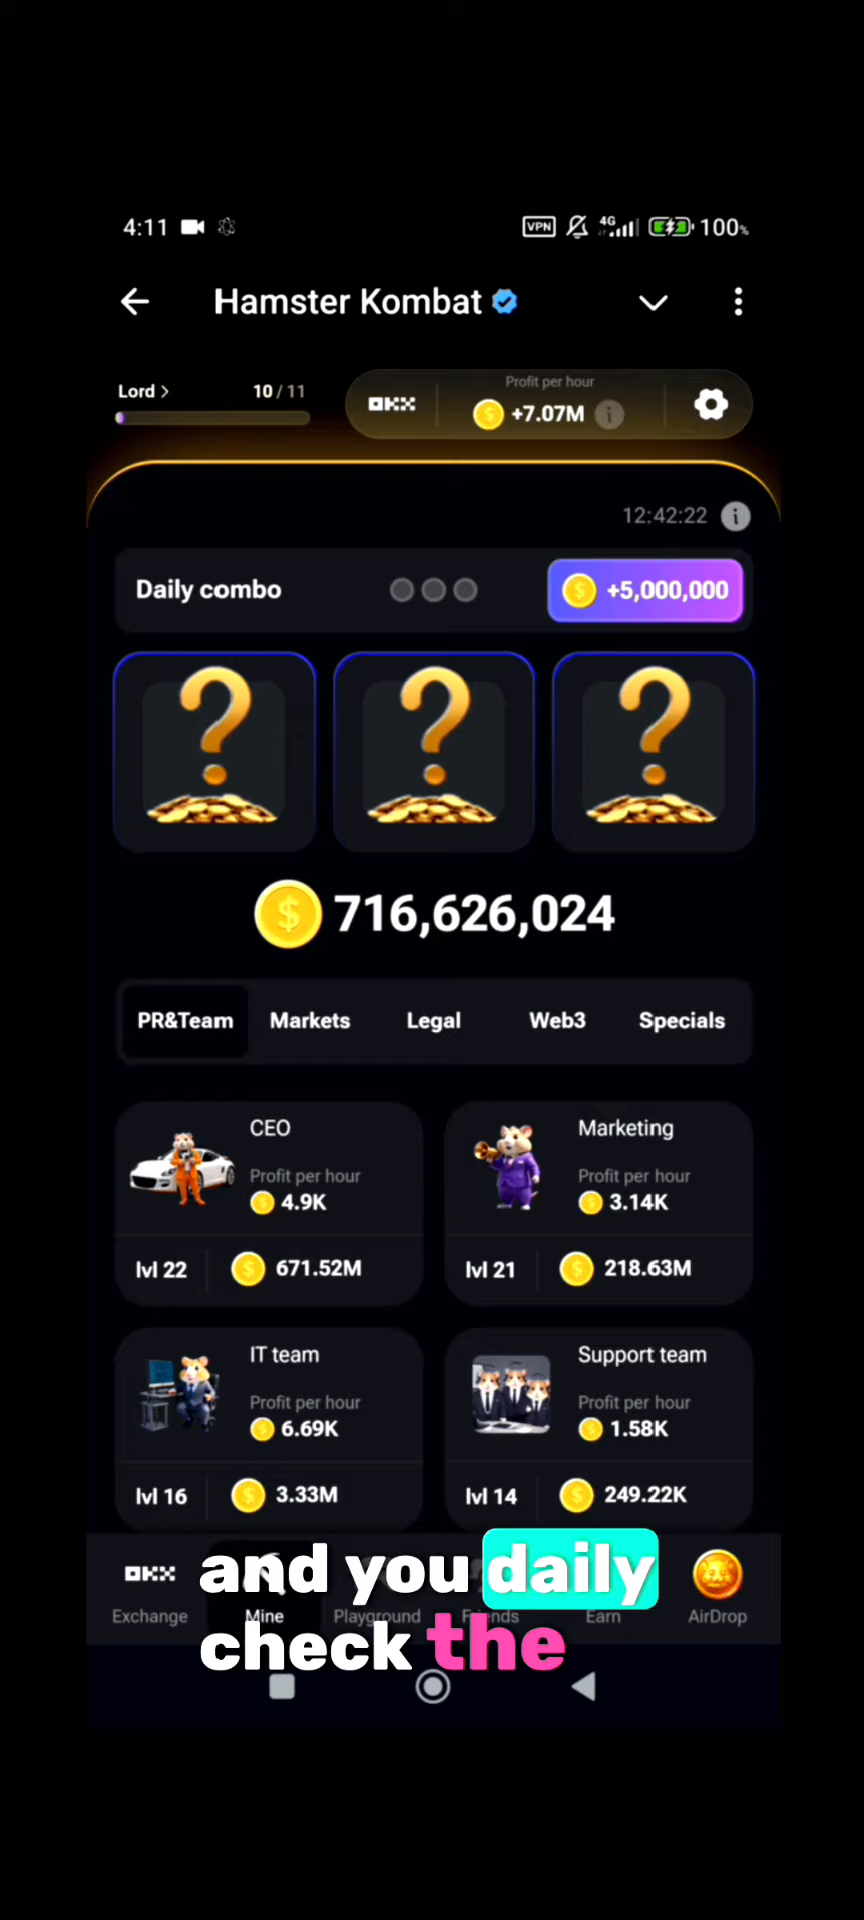 4:11 VPN 4G 100%
Hamster Kombat
Lord > 10 / 11
Profit per hour
OKX +7.07M
12:42:22
Daily combo +5,000,000
716,626,024
PR&Team Markets Legal Web3 Specials
CEO
Profit per hour
4.9K
lvl 22 671.52M
Marketing
Profit per hour
3.14K
lvl 21 218.63M
IT team
Profit per hour
6.69K
lvl 16 3.33M
Support team
Profit per hour
1.58K
lvl 14 249.22K
and you daily
check the
OKX
Exchange Mine Playground Friends Earn AirDrop